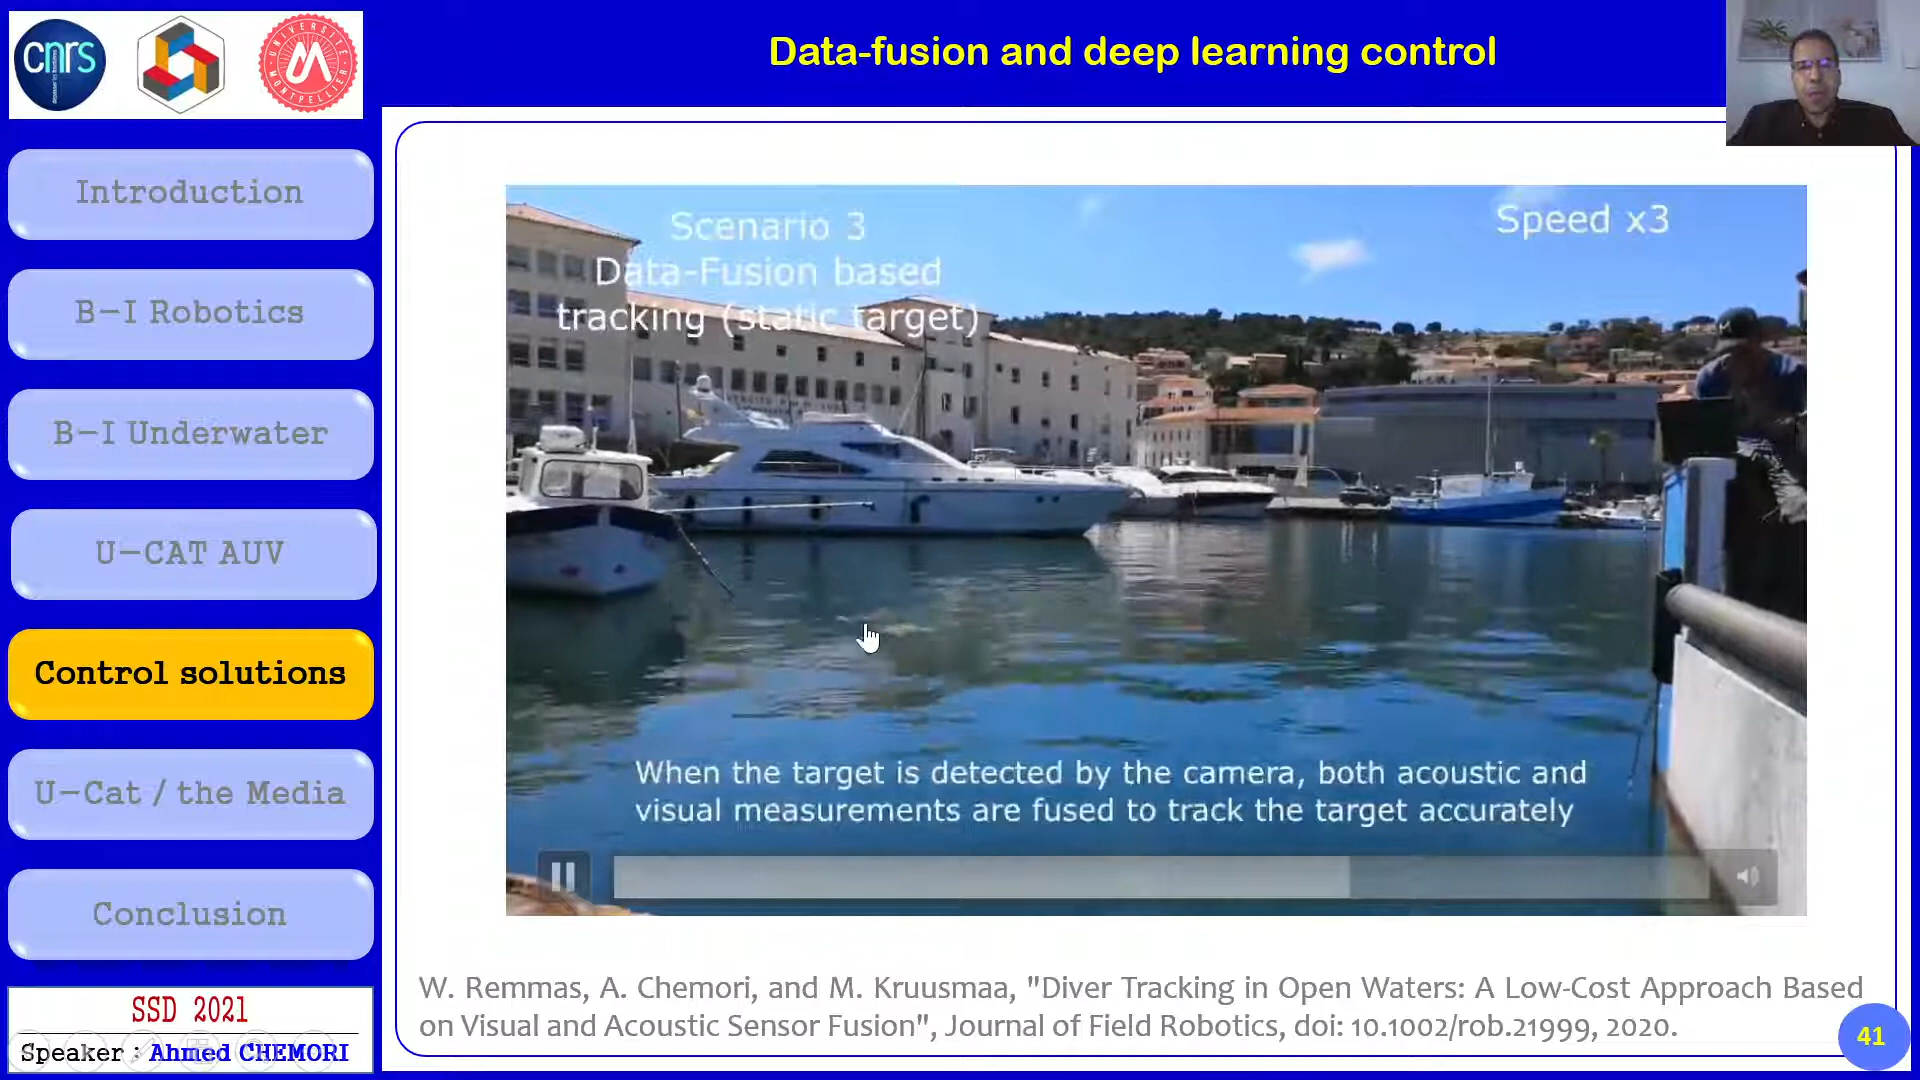 cnrs
UNIVERSITÉ
MONTPELLIER
Data-fusion and deep learning control
Introduction
B-I Robotics
B-I Underwater
U-CAT AUV
Control solutions
U-Cat / the Media
Conclusion
SSD 2021
Speaker : Ahmed CHEMORI
Scenario 3
Data-Fusion based
tracking (static target)
Speed x3
When the target is detected by the camera, both acoustic and
visual measurements are fused to track the target accurately
W. Remmas, A. Chemori, and M. Kruusmaa, "Diver Tracking in Open Waters: A Low-Cost Approach Based
on Visual and Acoustic Sensor Fusion", Journal of Field Robotics, doi: 10.1002/rob.21999, 2020.
41